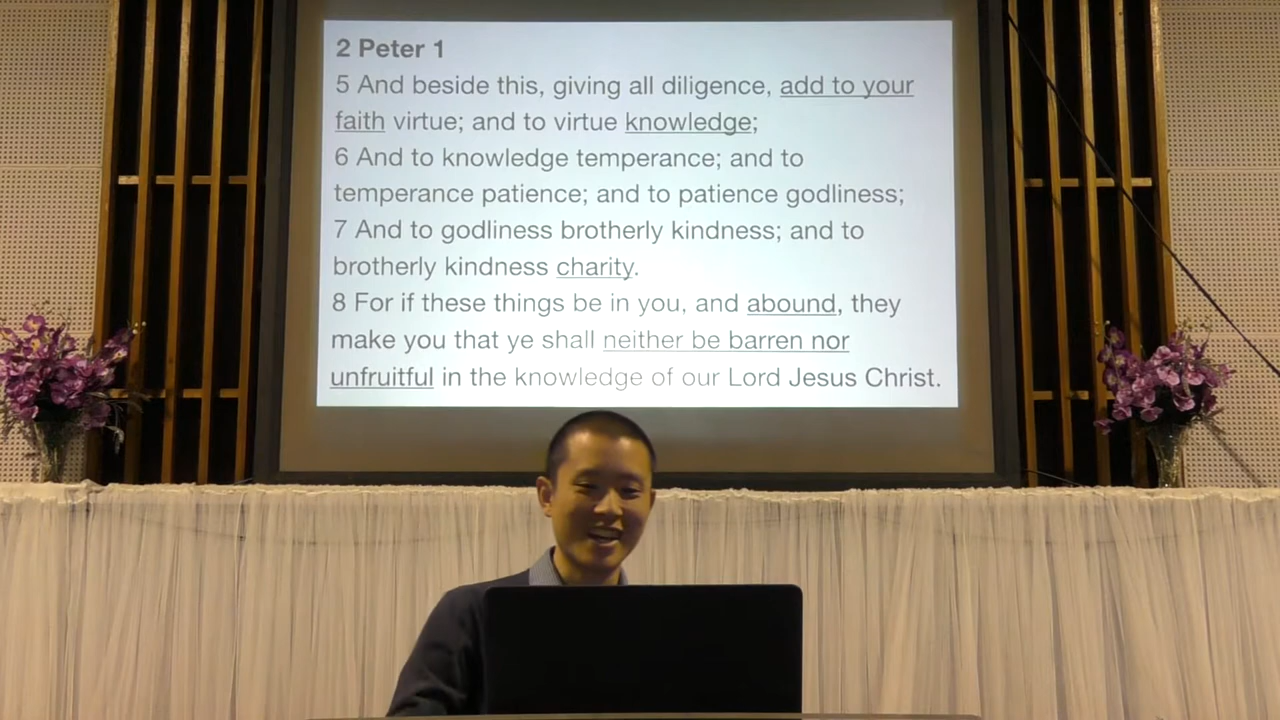 2 Peter 1
5 And beside this, giving all diligence, add to your
faith virtue; and to virtue knowledge;
6 And to knowledge temperance; and to
temperance patience; and to patience godliness;
7 And to godliness brotherly kindness; and to
brotherly kindness charity.
8 For if these things be in you, and abound, they
make you that ye shall neither be barren nor
unfruitful in the knowledge of our Lord Jesus Christ.